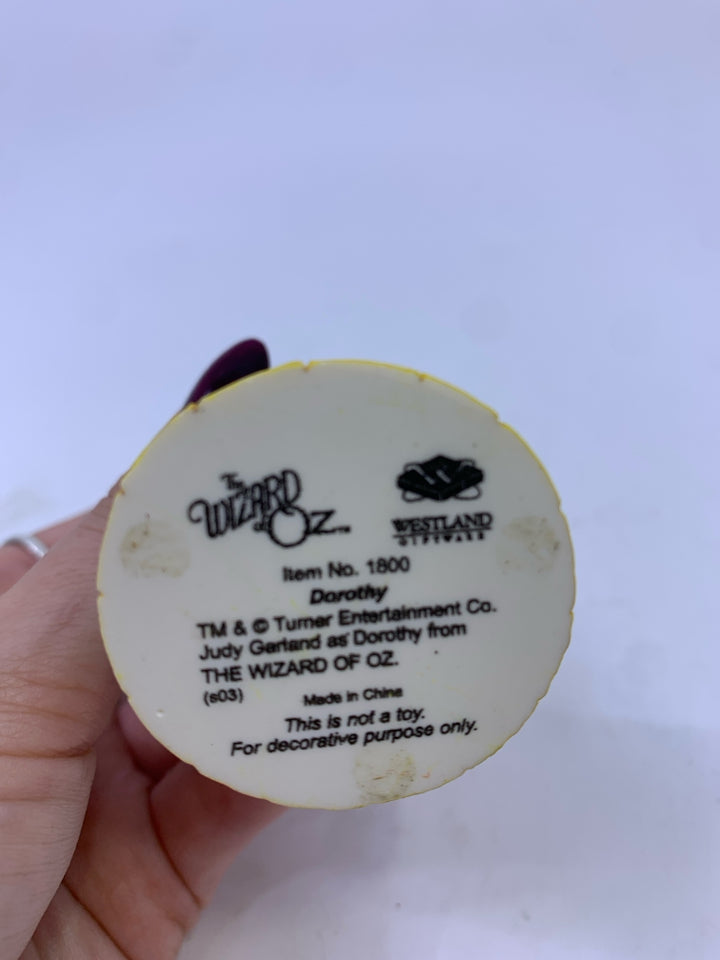 The
WIZARD
of OZ™
WESTLAND
GIFTWARE
Item No. 1800
Dorothy
TM & © Turner Entertainment Co.
Judy Garland as Dorothy from
THE WIZARD OF OZ.
(s03)
Made in China
This is not a toy.
For decorative purpose only.